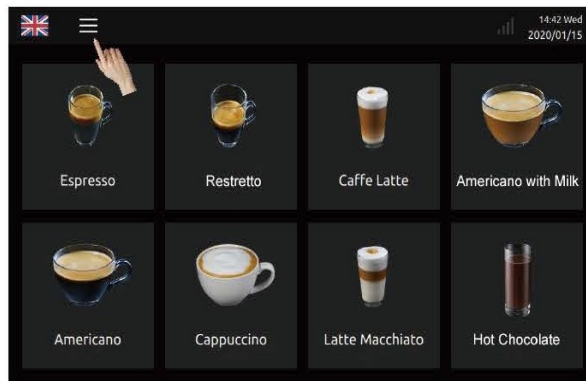 14:42 Wed
2020/01/15
Espresso
Restretto
Caffe Latte
Americano with Milk
Americano
Cappuccino
Latte Macchiato
Hot Chocolate